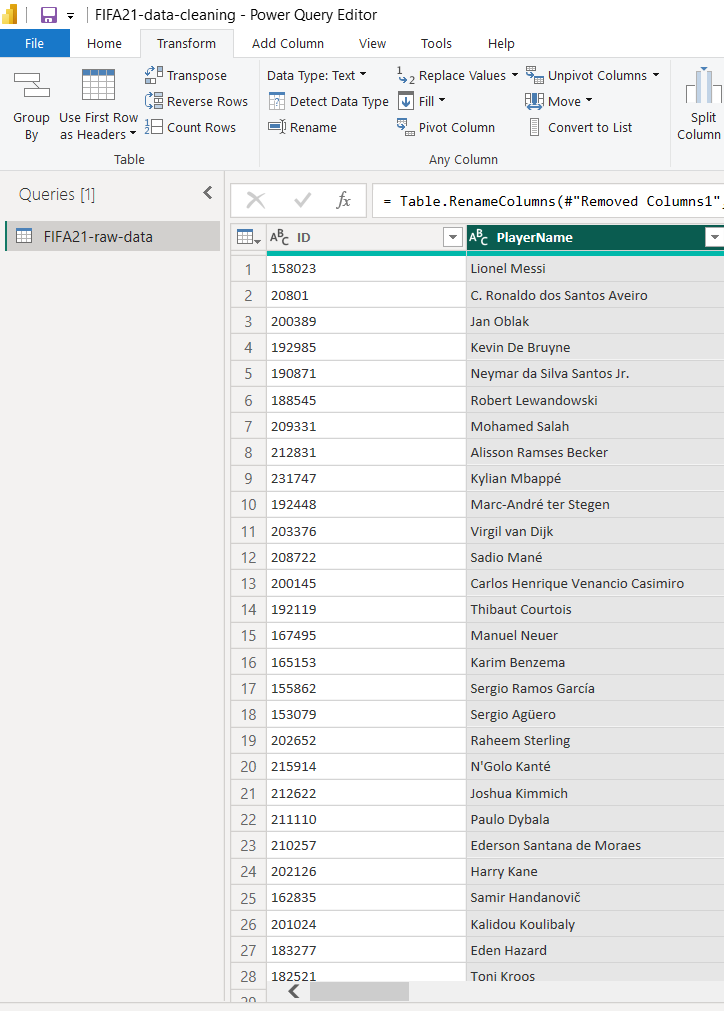 FIFA21-data-cleaning - Power Query Editor
File Home Transform Add Column View Tools Help
Group By
Use First Row as Headers
Transpose
Reverse Rows
Count Rows
Table
Data Type: Text
Detect Data Type
Rename
Replace Values
Fill
Pivot Column
Unpivot Columns
Move
Convert to List
Any Column
Split Column
Queries [1]
FIFA21-raw-data
fx = Table.RenameColumns(#"Removed Columns1",
ABC ID ABC PlayerName
1 158023 Lionel Messi
2 20801 C. Ronaldo dos Santos Aveiro
3 200389 Jan Oblak
4 192985 Kevin De Bruyne
5 190871 Neymar da Silva Santos Jr.
6 188545 Robert Lewandowski
7 209331 Mohamed Salah
8 212831 Alisson Ramses Becker
9 231747 Kylian Mbappé
10 192448 Marc-André ter Stegen
11 203376 Virgil van Dijk
12 208722 Sadio Mané
13 200145 Carlos Henrique Venancio Casimiro
14 192119 Thibaut Courtois
15 167495 Manuel Neuer
16 165153 Karim Benzema
17 155862 Sergio Ramos García
18 153079 Sergio Agüero
19 202652 Raheem Sterling
20 215914 N'Golo Kanté
21 212622 Joshua Kimmich
22 211110 Paulo Dybala
23 210257 Ederson Santana de Moraes
24 202126 Harry Kane
25 162835 Samir Handanovič
26 201024 Kalidou Koulibaly
27 183277 Eden Hazard
28 182521 Toni Kroos
29